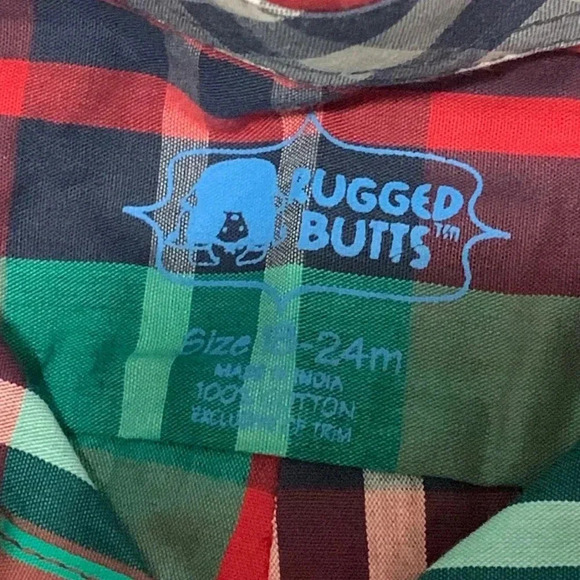 RUGGED
BUTTS™
Size 18-24m
MADE IN INDIA
100% COTTON
EXCLUSIVE OF TRIM